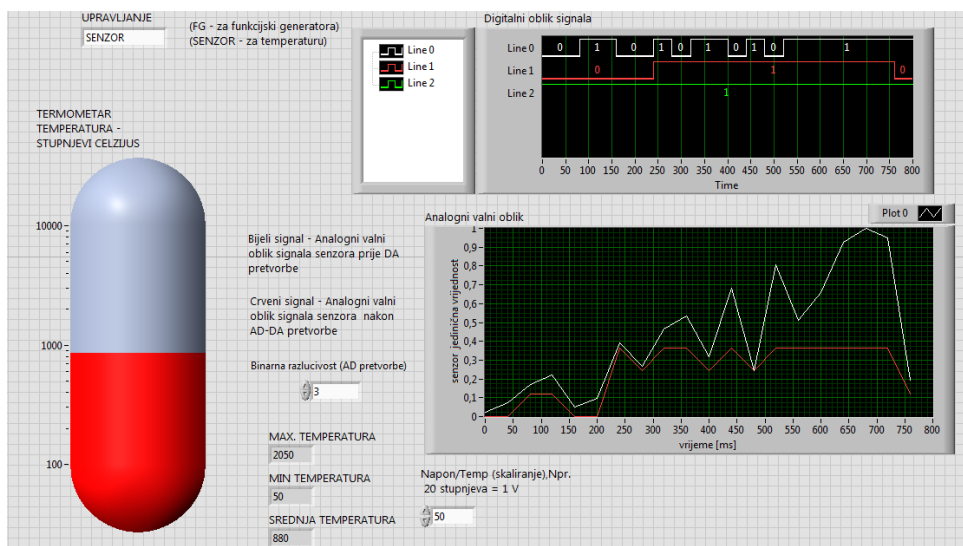 UPRAVLJANJE
SENZOR
(FG - za funkcijski generatora)
(SENZOR - za temperaturu)
Line 0
Line 1
Line 2
Digitalni oblik signala
Line 0
0 1 0 1 0 1 0 1 0 1
Line 1
0 1 0
Line 2
1
0 50 100 150 200 250 300 350 400 450 500 550 600 650 700 750 800
Time
TERMOMETAR
TEMPERATURA -
STUPNJEVI CELZIJUS
10000
1000
100
Bijeli signal - Analogni valni
oblik signala senzora prije DA
pretvorbe
Crveni signal - Analogni valni
oblik signala senzora nakon
AD-DA pretvorbe
Binarna razlucivost (AD pretvorbe)
3
MAX. TEMPERATURA
2050
MIN TEMPERATURA
50
SREDNJA TEMPERATURA
880
Analogni valni oblik
Plot 0
senzor jedinična vrijednost
1
0,9
0,8
0,7
0,6
0,5
0,4
0,3
0,2
0,1
0
0 50 100 150 200 250 300 350 400 450 500 550 600 650 700 750 800
vrijeme [ms]
Napon/Temp (skaliranje),Npr.
20 stupnjeva = 1 V
50